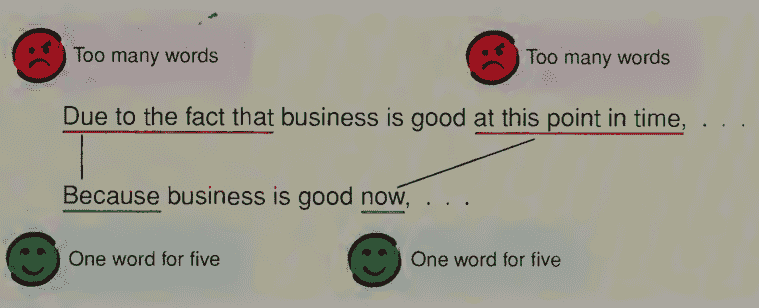 Too many words Too many words
Due to the fact that business is good at this point in time, . . .
Because business is good now, . . .
One word for five One word for five